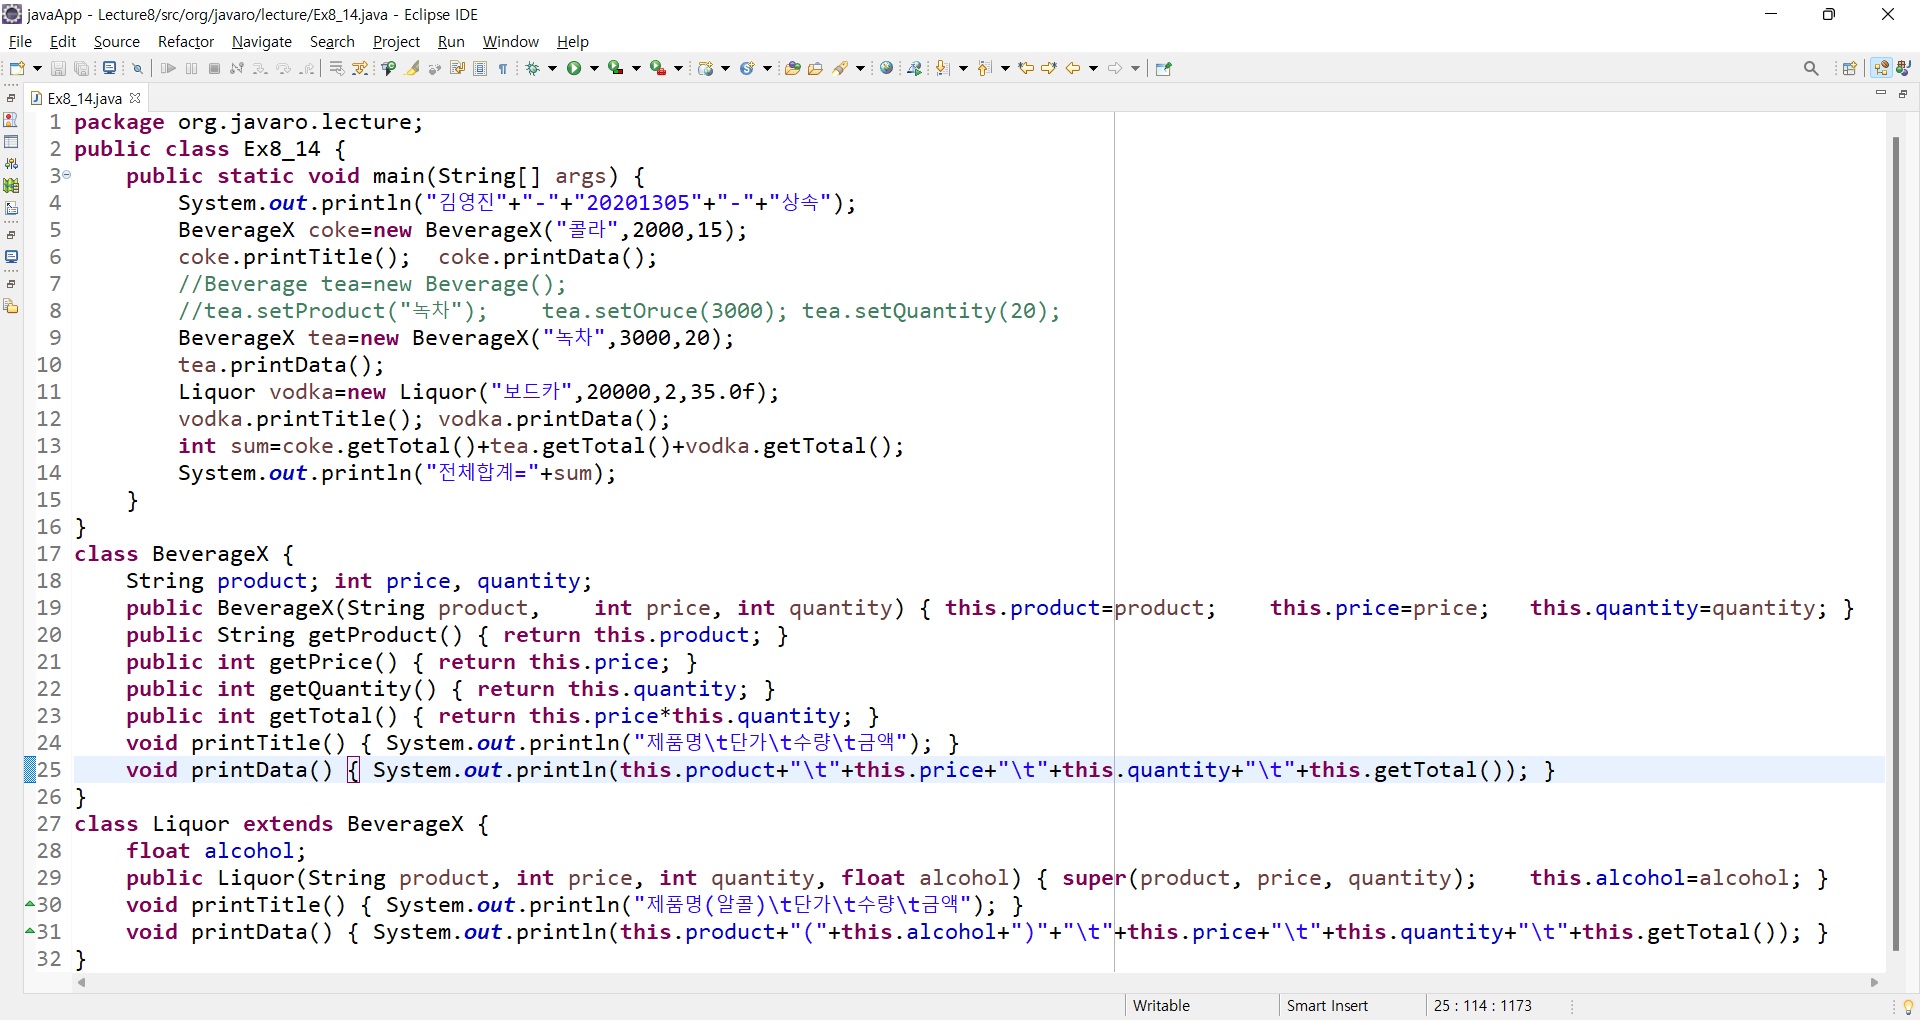 javaApp - Lecture8/src/org/javaro/lecture/Ex8_14.java - Eclipse IDE
File Edit Source Refactor Navigate Search Project Run Window Help
Ex8_14.java
1 package org.javaro.lecture;
2 public class Ex8_14 {
3 public static void main(String[] args) {
4 System.out.println("김영진"+"-"+"20201305"+"-"+"상속");
5 BeverageX coke=new BeverageX("콜라",2000,15);
6 coke.printTitle(); coke.printData();
7 //Beverage tea=new Beverage();
8 //tea.setProduct("녹차"); tea.setOruce(3000); tea.setQuantity(20);
9 BeverageX tea=new BeverageX("녹차",3000,20);
10 tea.printData();
11 Liquor vodka=new Liquor("보드카",20000,2,35.0f);
12 vodka.printTitle(); vodka.printData();
13 int sum=coke.getTotal()+tea.getTotal()+vodka.getTotal();
14 System.out.println("전체합계="+sum);
15 }
16 }
17 class BeverageX {
18 String product; int price, quantity;
19 public BeverageX(String product, int price, int quantity) { this.product=product; this.price=price; this.quantity=quantity; }
20 public String getProduct() { return this.product; }
21 public int getPrice() { return this.price; }
22 public int getQuantity() { return this.quantity; }
23 public int getTotal() { return this.price*this.quantity; }
24 void printTitle() { System.out.println("제품명\t단가\t수량\t금액"); }
25 void printData() { System.out.println(this.product+"\t"+this.price+"\t"+this.quantity+"\t"+this.getTotal()); }
26 }
27 class Liquor extends BeverageX {
28 float alcohol;
29 public Liquor(String product, int price, int quantity, float alcohol) { super(product, price, quantity); this.alcohol=alcohol; }
30 void printTitle() { System.out.println("제품명(알콜)\t단가\t수량\t금액"); }
31 void printData() { System.out.println(this.product+"("+this.alcohol+")"+"\t"+this.price+"\t"+this.quantity+"\t"+this.getTotal()); }
32 }
Writable Smart Insert 25 : 114 : 1173